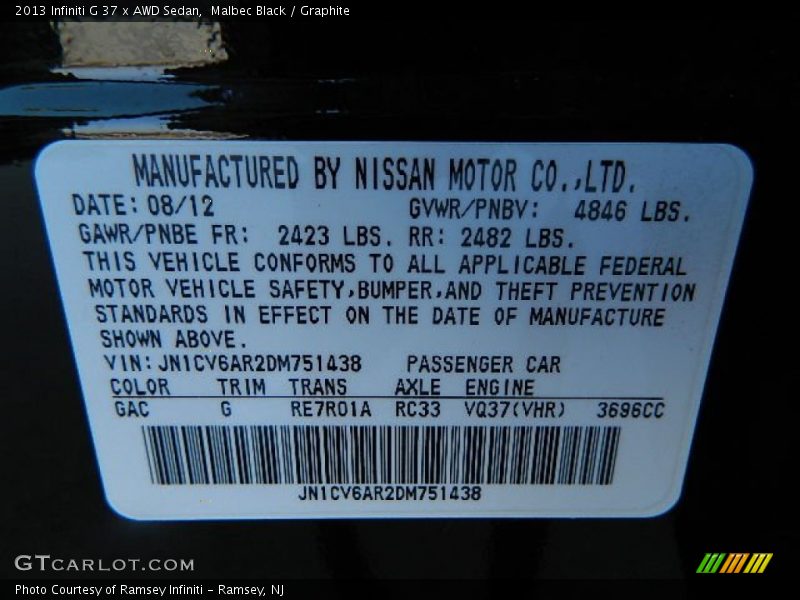 2013 Infiniti G 37 x AWD Sedan,  Malbec Black / Graphite
MANUFACTURED BY NISSAN MOTOR CO.,LTD.
DATE: 08/12 GVWR/PNBV: 4846 LBS.
GAWR/PNBE FR: 2423 LBS. RR: 2482 LBS.
THIS VEHICLE CONFORMS TO ALL APPLICABLE FEDERAL
MOTOR VEHICLE SAFETY,BUMPER,AND THEFT PREVENTION
STANDARDS IN EFFECT ON THE DATE OF MANUFACTURE
SHOWN ABOVE.
VIN: JN1CV6AR2DM751438 PASSENGER CAR
COLOR TRIM TRANS AXLE ENGINE
GAC G RE7R01A RC33 VQ37(VHR) 3696CC
JN1CV6AR2DM751438
GTCARLOT.COM
Photo Courtesy of Ramsey Infiniti - Ramsey, NJ